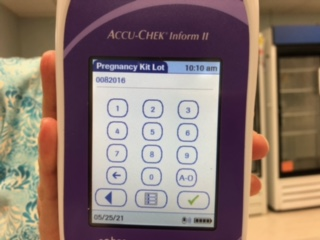 ACCU-CHEK® Inform II
Pregnancy Kit Lot 10:10 am
0082016
1 2 3
4 5 6
7 8 9
0 A-O
05/25/21